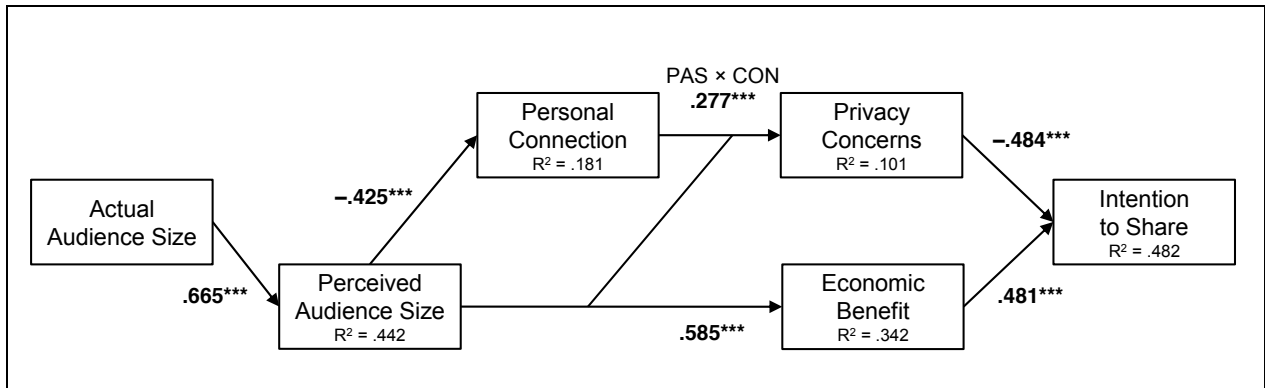 PAS × CON
.277***
Personal
Connection
R² = .181
Privacy
Concerns
R² = .101
–.484***
–.425***
Actual
Audience Size
Intention
to Share
R² = .482
.665***
Perceived
Audience Size
R² = .442
.585***
Economic
Benefit
R² = .342
.481***